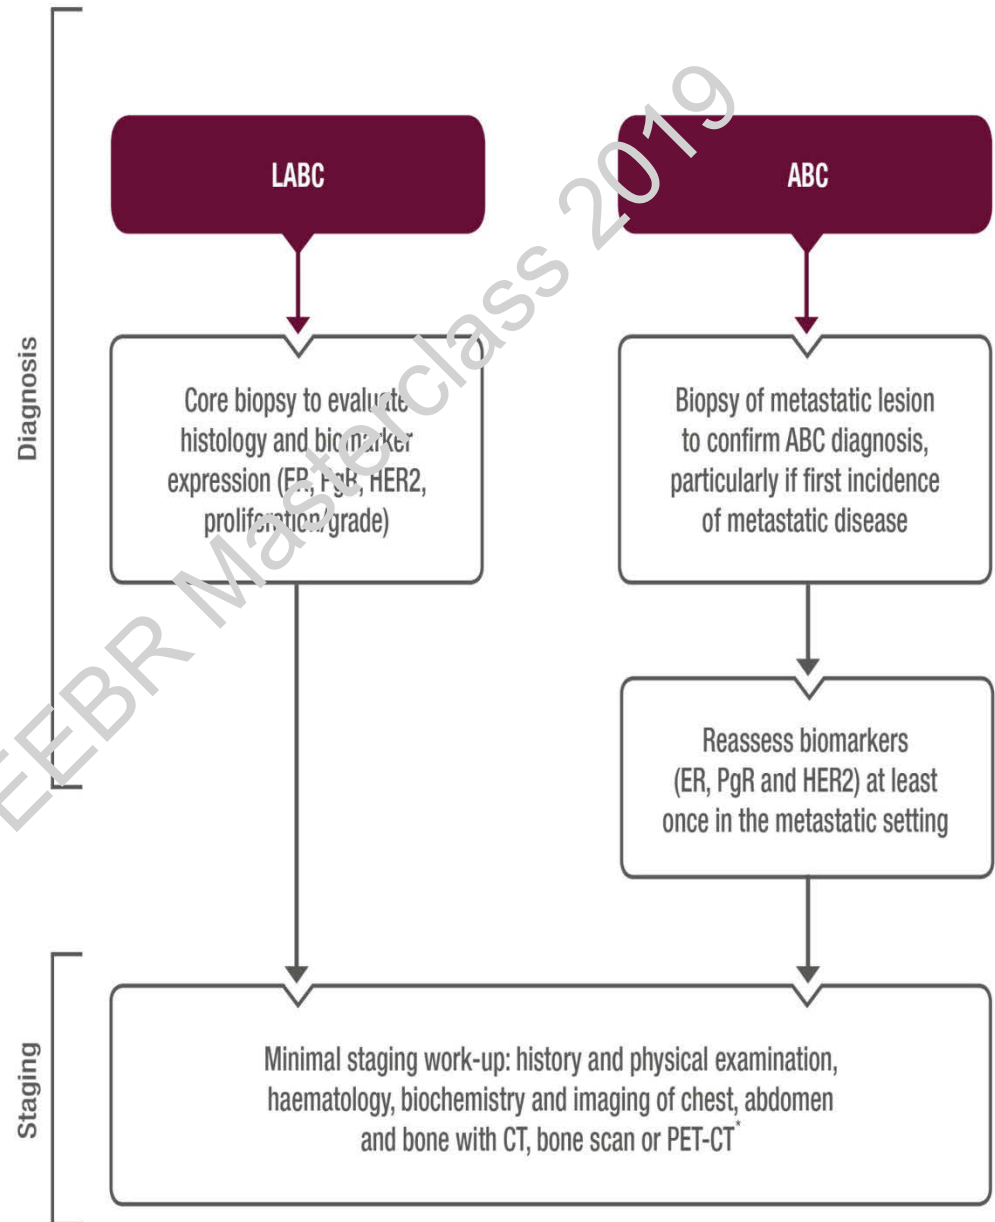 Diagnosis
LABC
ABC
Core biopsy to evaluate
histology and biomarker
expression (ER, PgR, HER2,
proliferation/grade)
Biopsy of metastatic lesion
to confirm ABC diagnosis,
particularly if first incidence
of metastatic disease
Reassess biomarkers
(ER, PgR and HER2) at least
once in the metastatic setting
Staging
Minimal staging work-up: history and physical examination,
haematology, biochemistry and imaging of chest, abdomen
and bone with CT, bone scan or PET-CT*
EEBR Masterclass 2019